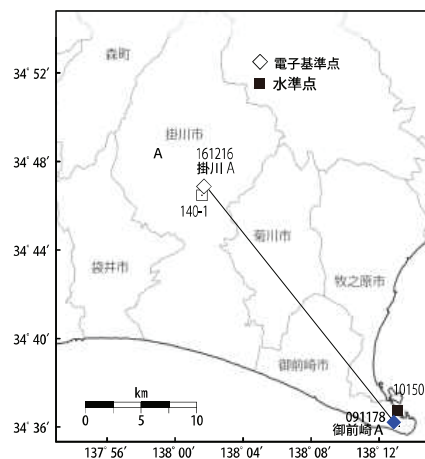 34° 52'
34° 48'
34° 44'
34° 40'
34° 36'
森町
電子基準点
水準点
掛川市
A
161216
掛川 A
140-1
菊川市
袋井市
牧之原市
御前崎市
10150
091178
御前崎 A
km
0 5 10
137° 56' 138° 00' 138° 04' 138° 08' 138° 12'